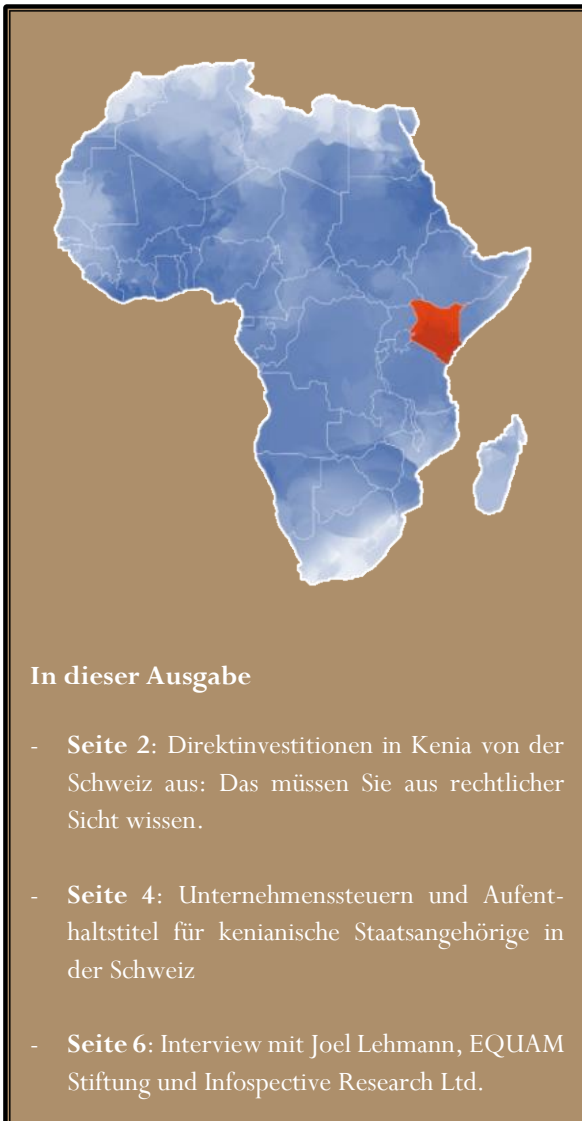 In dieser Ausgabe
- Seite 2: Direktinvestitionen in Kenia von der
Schweiz aus: Das müssen Sie aus rechtlicher
Sicht wissen.
- Seite 4: Unternehmenssteuern und Aufent-
haltstitel für kenianische Staatsangehörige in
der Schweiz
- Seite 6: Interview mit Joel Lehmann, EQUAM
Stiftung und Infospective Research Ltd.